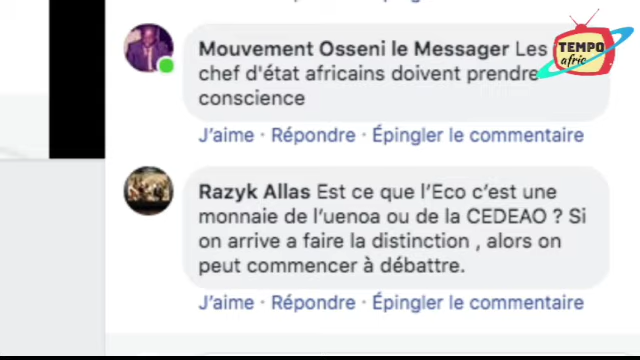 Mouvement Osseni le Messager Les
chef d'état africains doivent prendre
conscience
J'aime · Répondre · Épingler le commentaire
Razyk Allas Est ce que l'Eco c'est une
monnaie de l'uenoa ou de la CEDEAO ? Si
on arrive a faire la distinction , alors on
peut commencer à débattre.
J'aime · Répondre · Épingler le commentaire
TEMPO
afric